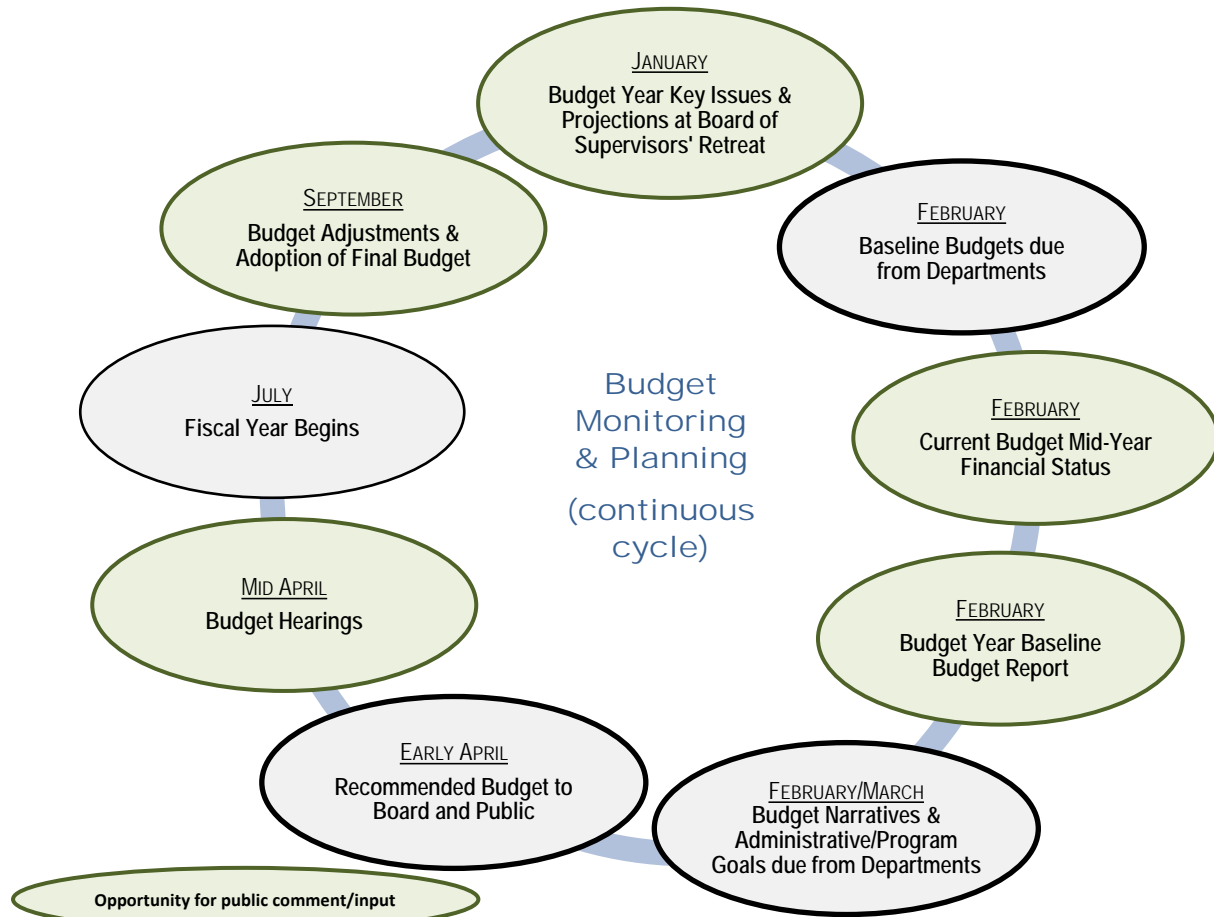 JANUARY
Budget Year Key Issues &
Projections at Board of
Supervisors' Retreat
FEBRUARY
Baseline Budgets due
from Departments
FEBRUARY
Current Budget Mid-Year
Financial Status
FEBRUARY
Budget Year Baseline
Budget Report
FEBRUARY/MARCH
Budget Narratives &
Administrative/Program
Goals due from Departments
EARLY APRIL
Recommended Budget to
Board and Public
MID APRIL
Budget Hearings
JULY
Fiscal Year Begins
SEPTEMBER
Budget Adjustments &
Adoption of Final Budget
Budget
Monitoring
& Planning
(continuous
cycle)
Opportunity for public comment/input